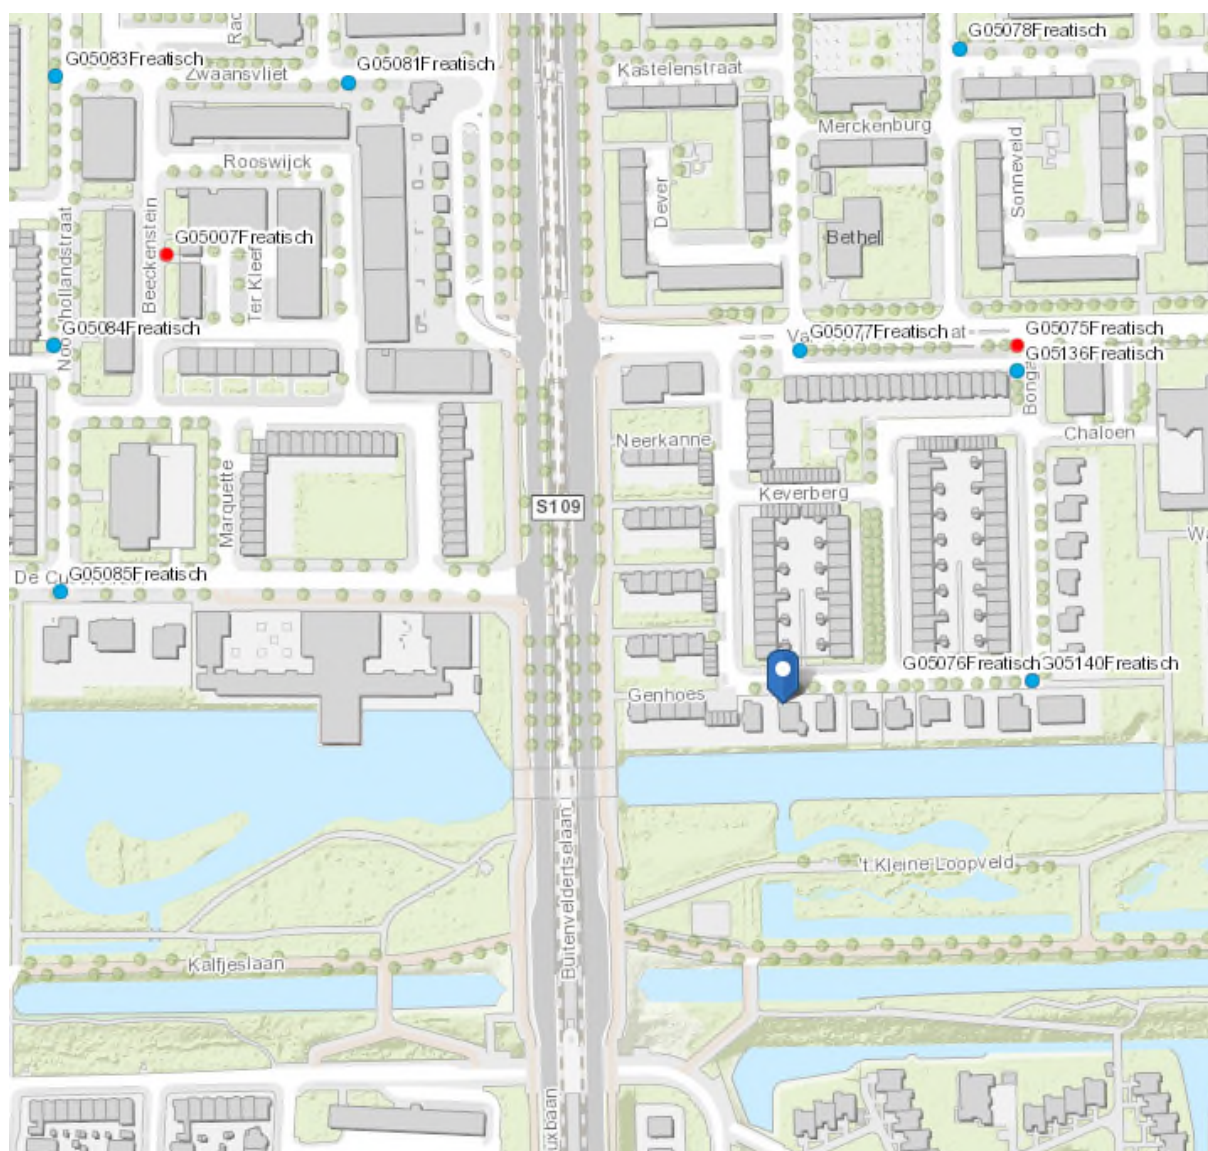 G05078Freatisch
G05083Freatisch
Zwaansvliet
G05081Freatisch
Kastelenstraat
Merckenburg
Rooswijck
Dever
Sonneveld
Beeckenstein
G05007Freatisch
Ter Kleef
Bethel
G05084Freatisch
G05077Freatisch
G05075Freatisch
G05136Freatisch
Neerkanne
Chaloen
Marquette
Keverberg
S109
G05085Freatisch
G05076Freatisch
G05140Freatisch
Genhoes
Buitenveldertselaan
't Kleine Loopveld
Kalfjeslaan